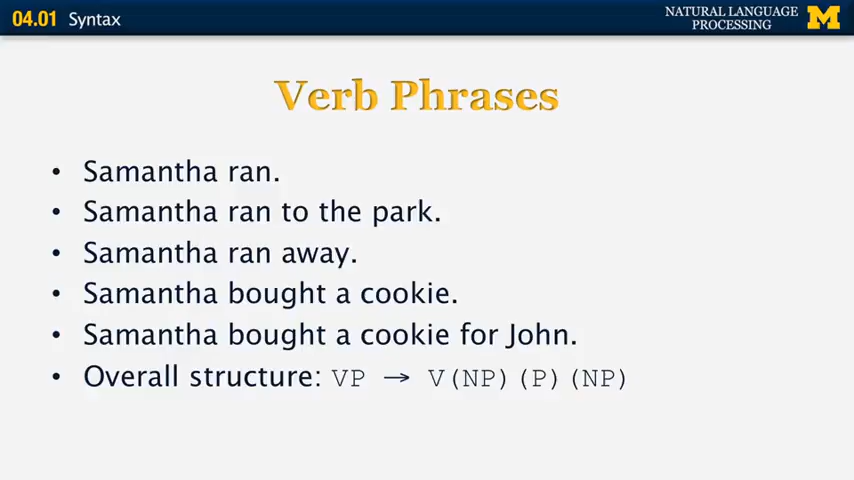 04.01 Syntax
NATURAL LANGUAGE
PROCESSING
M
Verb Phrases
• Samantha ran.
• Samantha ran to the park.
• Samantha ran away.
• Samantha bought a cookie.
• Samantha bought a cookie for John.
• Overall structure: VP → V(NP)(P)(NP)